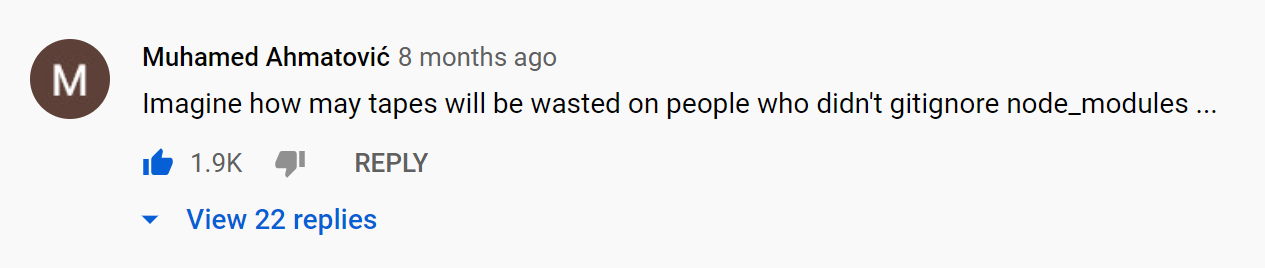 M
Muhamed Ahmatović 8 months ago
Imagine how may tapes will be wasted on people who didn't gitignore node_modules ...
1.9K REPLY
View 22 replies